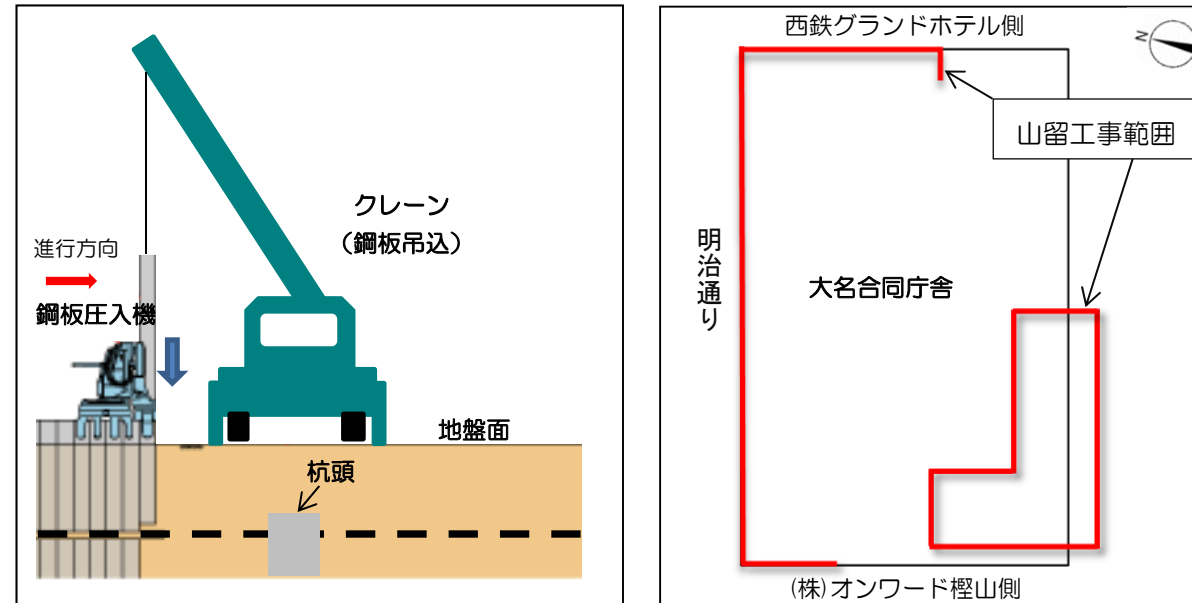 クレーン
（鋼板吊込）
進行方向
鋼板圧入機
地盤面
杭頭
西鉄グランドホテル側
N
山留工事範囲
明治通り
大名合同庁舎
(株)オンワード樫山側